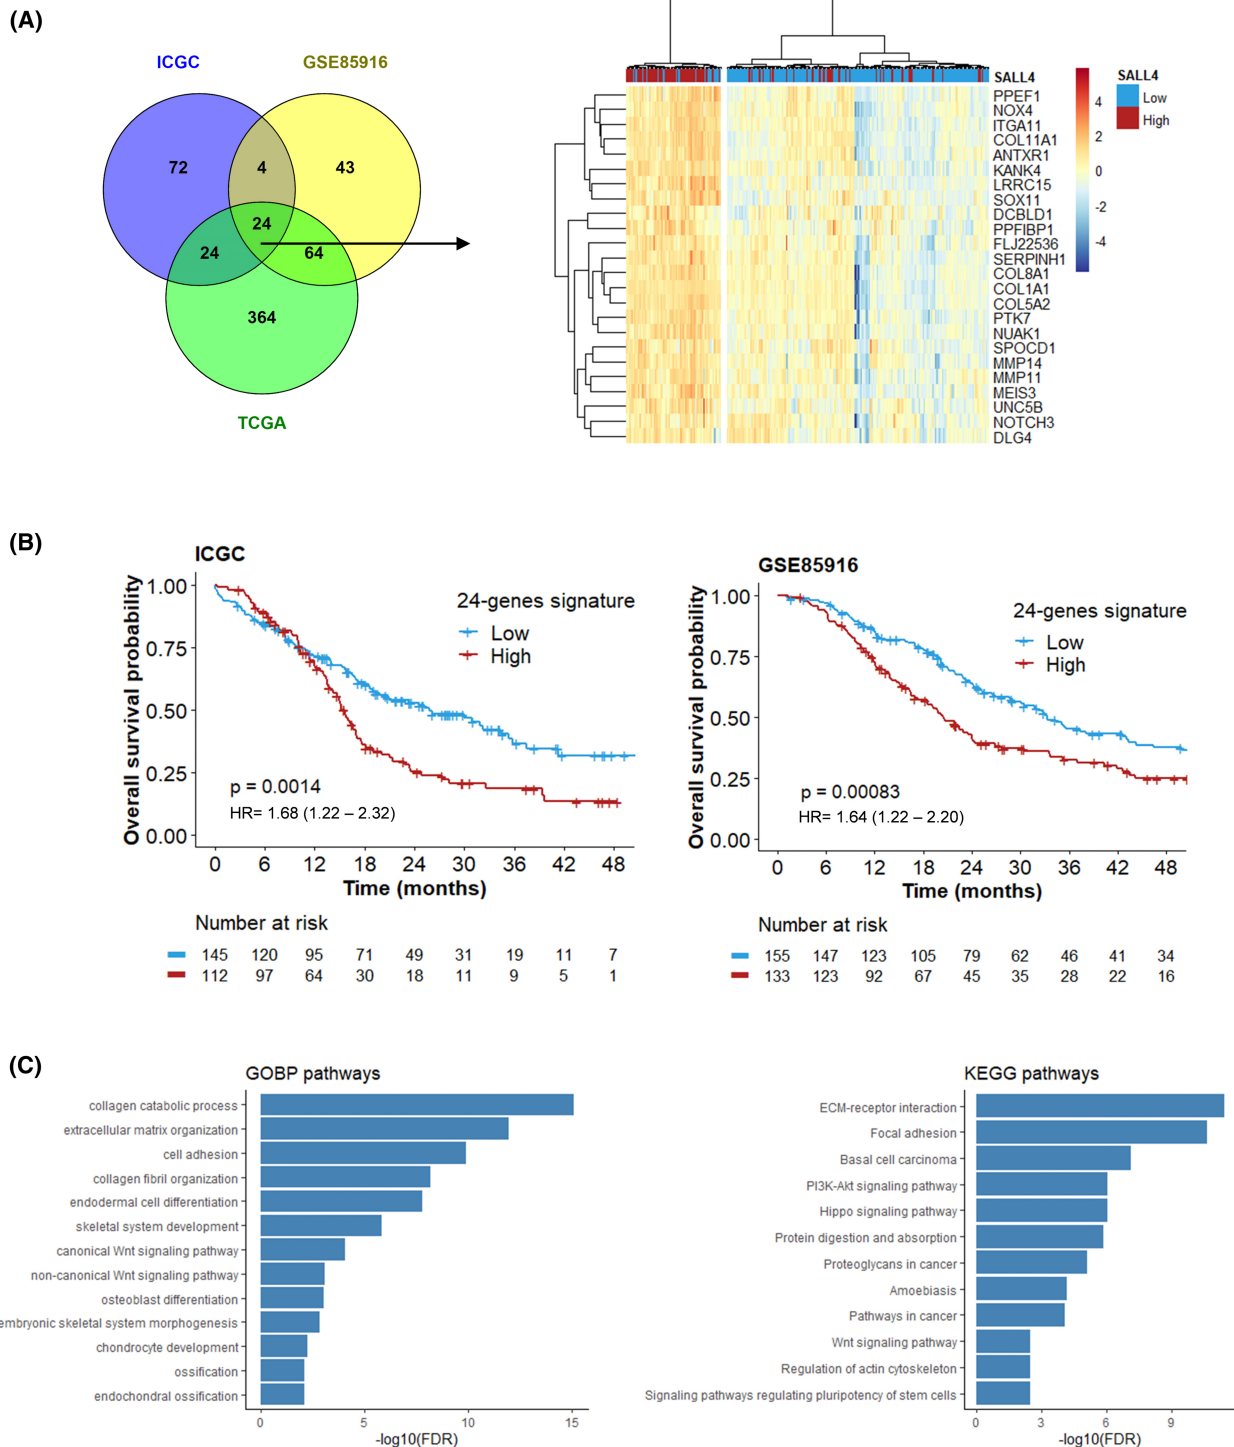 (A)
ICGC
GSE85916
72
4
43
24
24
64
364
TCGA
SALL4
PPEF1
NOX4
ITGA11
COL11A1
ANTXR1
KANK4
LRRC15
SOX11
DCBLD1
PPFIBP1
FLJ22536
SERPINH1
COL8A1
COL1A1
COL5A2
PTK7
NUAK1
SPOCD1
MMP14
MMP11
MEIS3
UNC5B
NOTCH3
DLG4
4
2
0
-2
-4
SALL4
Low
High
(B)
ICGC
Overall survival probability
1.00
0.75
0.50
0.25
0.00
24-genes signature
Low
High
p = 0.0014
HR= 1.68 (1.22 – 2.32)
0 6 12 18 24 30 36 42 48
Time (months)
Number at risk
145 120 95 71 49 31 19 11 7
112 97 64 30 18 11 9 5 1
GSE85916
Overall survival probability
1.00
0.75
0.50
0.25
0.00
24-genes signature
Low
High
p = 0.00083
HR= 1.64 (1.22 – 2.20)
0 6 12 18 24 30 36 42 48
Time (months)
Number at risk
155 147 123 105 79 62 46 41 34
133 123 92 67 45 35 28 22 16
(C)
GOBP pathways
collagen catabolic process
extracellular matrix organization
cell adhesion
collagen fibril organization
endodermal cell differentiation
skeletal system development
canonical Wnt signaling pathway
non-canonical Wnt signaling pathway
osteoblast differentiation
embryonic skeletal system morphogenesis
chondrocyte development
ossification
endochondral ossification
0 5 10 15
-log10(FDR)
KEGG pathways
ECM-receptor interaction
Focal adhesion
Basal cell carcinoma
PI3K-Akt signaling pathway
Hippo signaling pathway
Protein digestion and absorption
Proteoglycans in cancer
Amoebiasis
Pathways in cancer
Wnt signaling pathway
Regulation of actin cytoskeleton
Signaling pathways regulating pluripotency of stem cells
0 3 6 9
-log10(FDR)